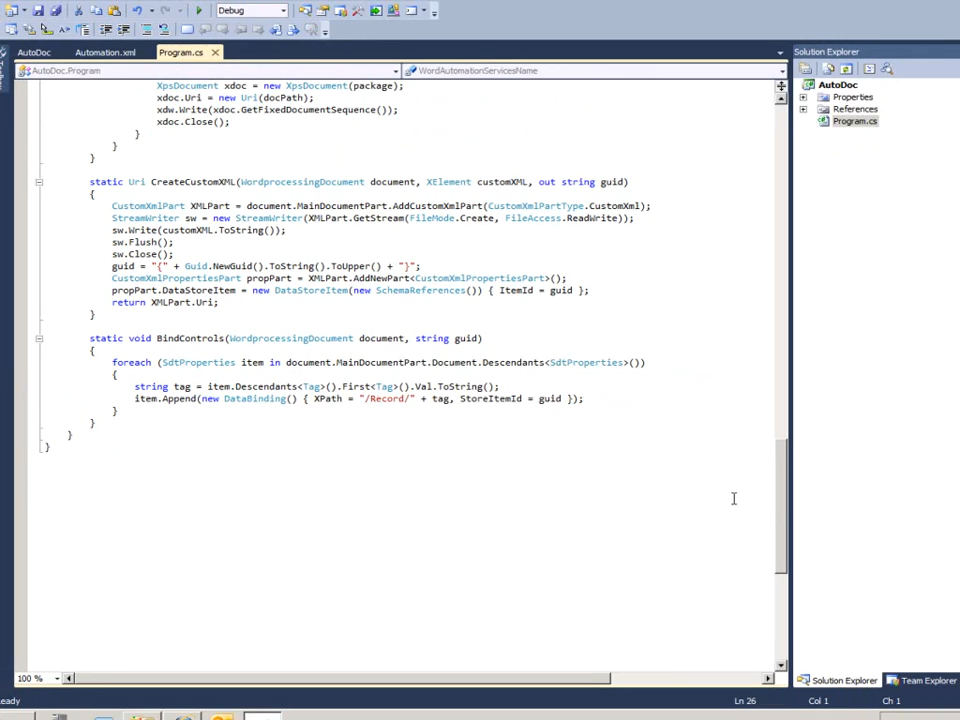 Debug
AutoDoc
Automation.xml
Program.cs
Solution Explorer
AutoDoc.Program
WordAutomationServicesName
AutoDoc
Properties
References
Program.cs
XpsDocument xdoc = new XpsDocument(package);
xdoc.Uri = new Uri(docPath);
xdw.Write(xdoc.GetFixedDocumentSequence());
xdoc.Close();
}
}
}
static Uri CreateCustomXML(WordprocessingDocument document, XElement customXML, out string guid)
{
CustomXmlPart XMLPart = document.MainDocumentPart.AddCustomXmlPart(CustomXmlPartType.CustomXml);
StreamWriter sw = new StreamWriter(XMLPart.GetStream(FileMode.Create, FileAccess.ReadWrite));
sw.Write(customXML.ToString());
sw.Flush();
sw.Close();
guid = "{" + Guid.NewGuid().ToString().ToUpper() + "}";
CustomXmlPropertiesPart propPart = XMLPart.AddNewPart<CustomXmlPropertiesPart>();
propPart.DataStoreItem = new DataStoreItem(new SchemaReferences()) { ItemId = guid };
return XMLPart.Uri;
}
static void BindControls(WordprocessingDocument document, string guid)
{
foreach (SdtProperties item in document.MainDocumentPart.Document.Descendants<SdtProperties>())
{
string tag = item.Descendants<Tag>().First<Tag>().Val.ToString();
item.Append(new DataBinding() { XPath = "/Record/" + tag, StoreItemId = guid });
}
}
}
}
100 %
Solution Explorer
Team Explorer
eady
Ln 26
Col 1
Ch 1